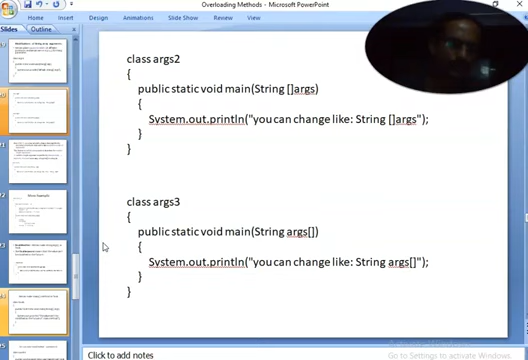 Overloading Methods - Microsoft PowerPoint
Home
Insert
Design
Animations
Slide Show
Review
Slides
Outline
class args2
{
public static void main(String []args)
{
System.out.println("you can change like: String []args");
}
}
class args3
{
public static void main(String args[])
{
System.out.println("you can change like: String args[]");
}
}
Go to Settings to activate Windows.
Click to add notes